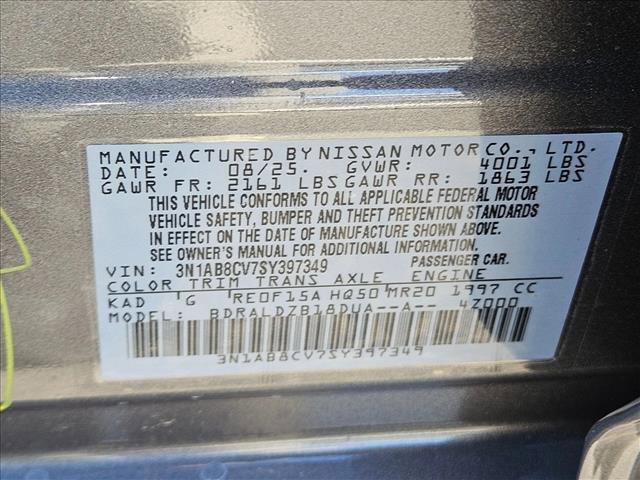 MANUFACTURED BY NISSAN MOTOR CO., LTD.
DATE: 08/25. GVWR: 4001 LBS
GAWR FR: 2161 LBS GAWR RR: 1863 LBS
THIS VEHICLE CONFORMS TO ALL APPLICABLE FEDERAL MOTOR
VEHICLE SAFETY, BUMPER AND THEFT PREVENTION STANDARDS
IN EFFECT ON THE DATE OF MANUFACTURE SHOWN ABOVE.
SEE OWNER'S MANUAL FOR ADDITIONAL INFORMATION.
VIN: 3N1AB8CV7SY397349 PASSENGER CAR.
COLOR TRIM TRANS AXLE ENGINE
KAD G RE0F15A HQ50 MR20 1997 CC
MODEL: BDRALDZB18DUA--A-- 4Z000
3N1AB8CV7SY397349